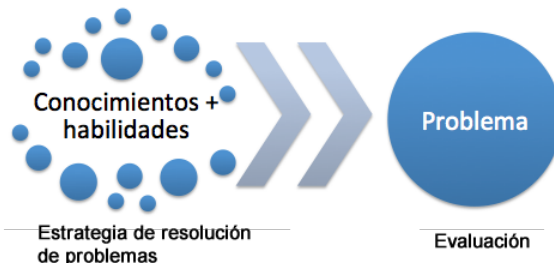 Conocimientos +
habilidades
Problema
Estrategia de resolución
de problemas
Evaluación